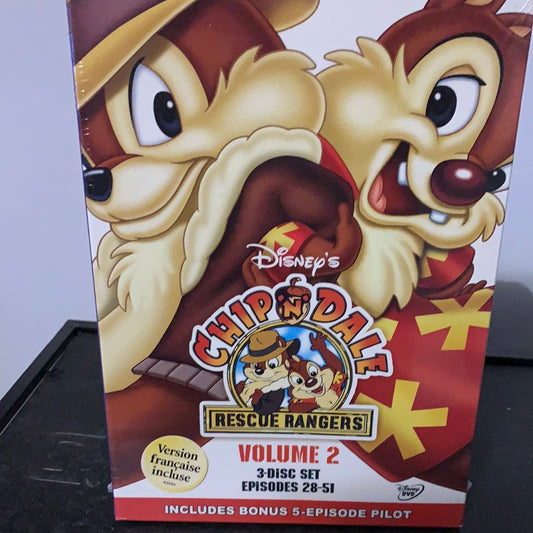 Disney's
CHIP 'N' DALE
RESCUE RANGERS
VOLUME 2
3-DISC SET
EPISODES 28-51
Version
française
incluse
Disney
DVD
INCLUDES BONUS 5-EPISODE PILOT